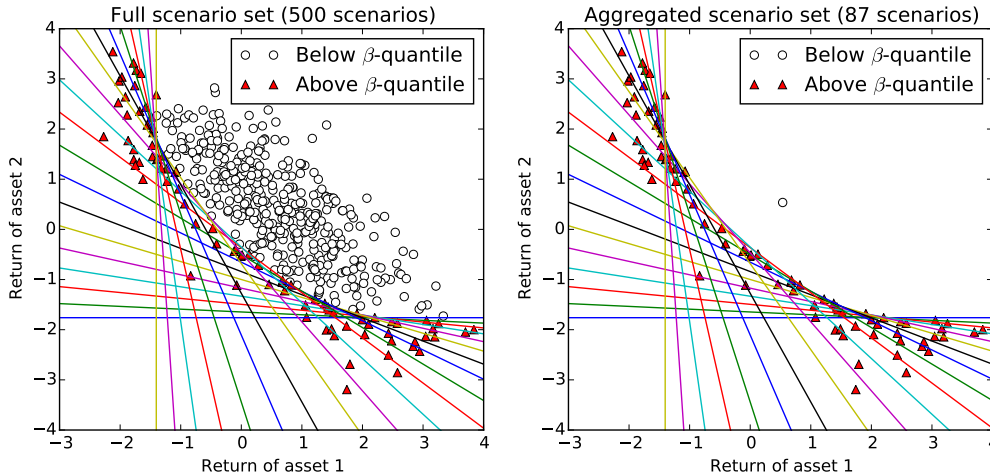 Full scenario set (500 scenarios)
4
3
2
1
0
−1
−2
−3
−4
Return of asset 2
Below β-quantile
Above β-quantile
−3 −2 −1 0 1 2 3 4
Return of asset 1
Aggregated scenario set (87 scenarios)
4
3
2
1
0
−1
−2
−3
−4
Return of asset 2
Below β-quantile
Above β-quantile
−3 −2 −1 0 1 2 3 4
Return of asset 1